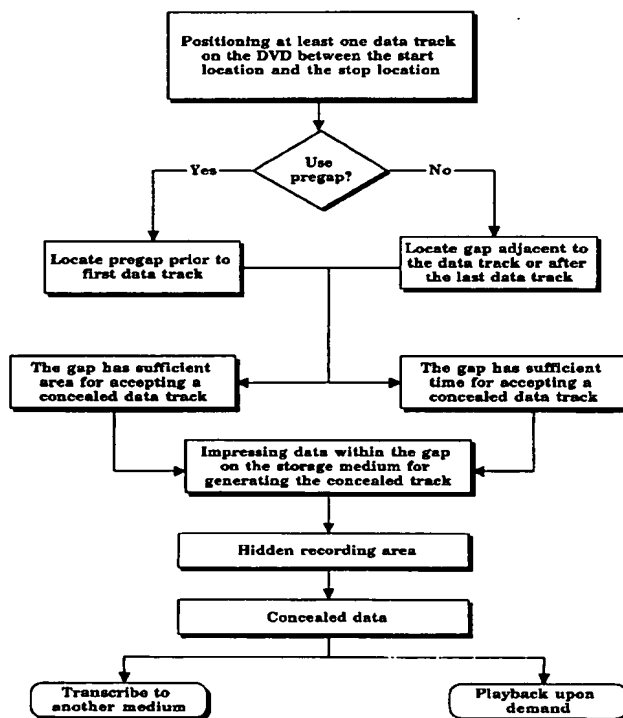 Positioning at least one data track
on the DVD between the start
location and the stop location
Use
pregap?
Yes
No
Locate pregap prior to
first data track
Locate gap adjacent to
the data track or after
the last data track
The gap has sufficient
area for accepting a
concealed data track
The gap has sufficient
time for accepting a
concealed data track
Impressing data within the gap
on the storage medium for
generating the concealed track
Hidden recording area
Concealed data
Transcribe to
another medium
Playback upon
demand